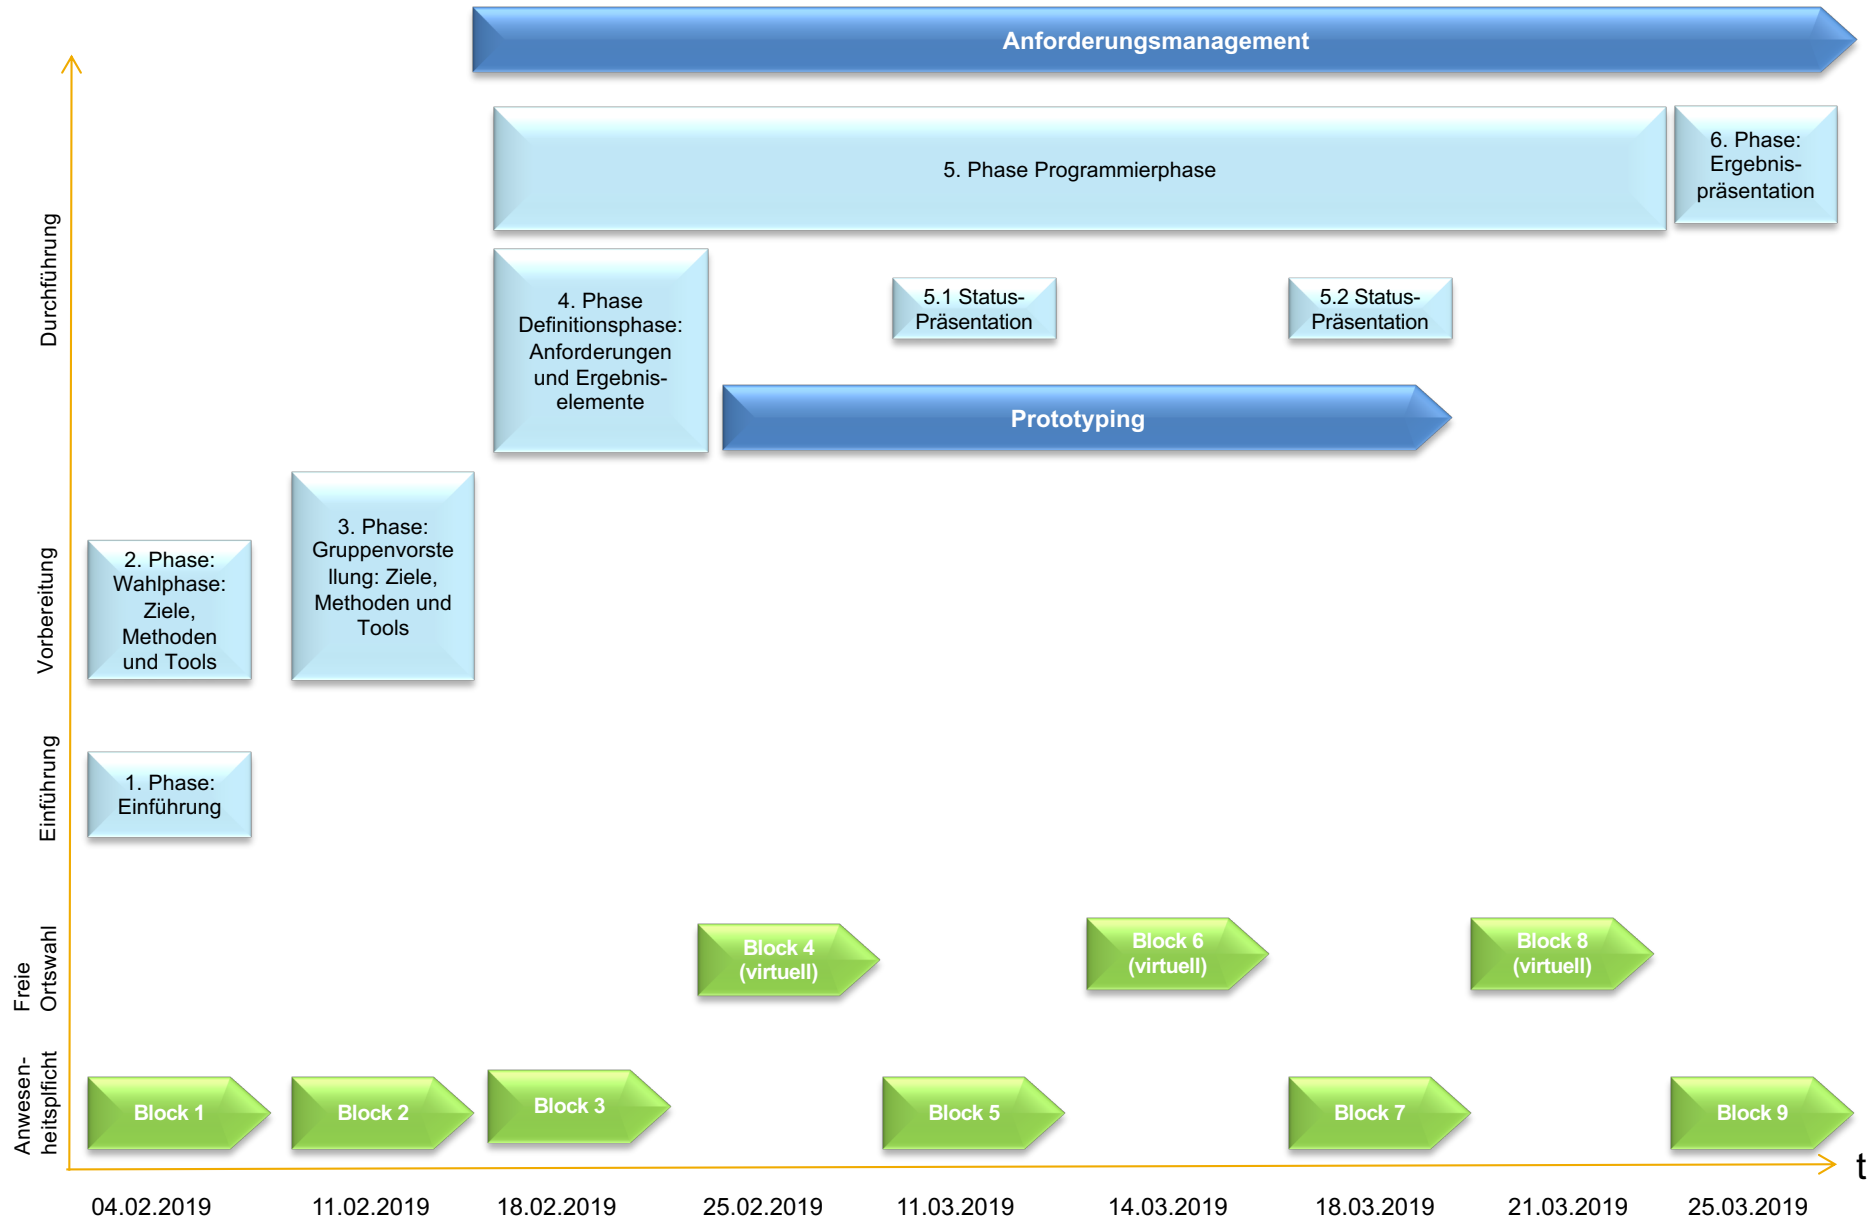 Anforderungsmanagement
5. Phase Programmierphase
6. Phase:
Ergebnis-
präsentation
Durchführung
4. Phase
Definitionsphase:
Anforderungen
und Ergebnis-
elemente
5.1 Status-
Präsentation
5.2 Status-
Präsentation
Prototyping
Vorbereitung
2. Phase:
Wahlphase:
Ziele,
Methoden
und Tools
3. Phase:
Gruppenvorste
llung: Ziele,
Methoden und
Tools
Einführung
1. Phase:
Einführung
Freie
Ortswahl
Block 4
(virtuell)
Block 6
(virtuell)
Block 8
(virtuell)
Anwesen-
heitspflicht
Block 1
Block 2
Block 3
Block 5
Block 7
Block 9
t
04.02.2019
11.02.2019
18.02.2019
25.02.2019
11.03.2019
14.03.2019
18.03.2019
21.03.2019
25.03.2019